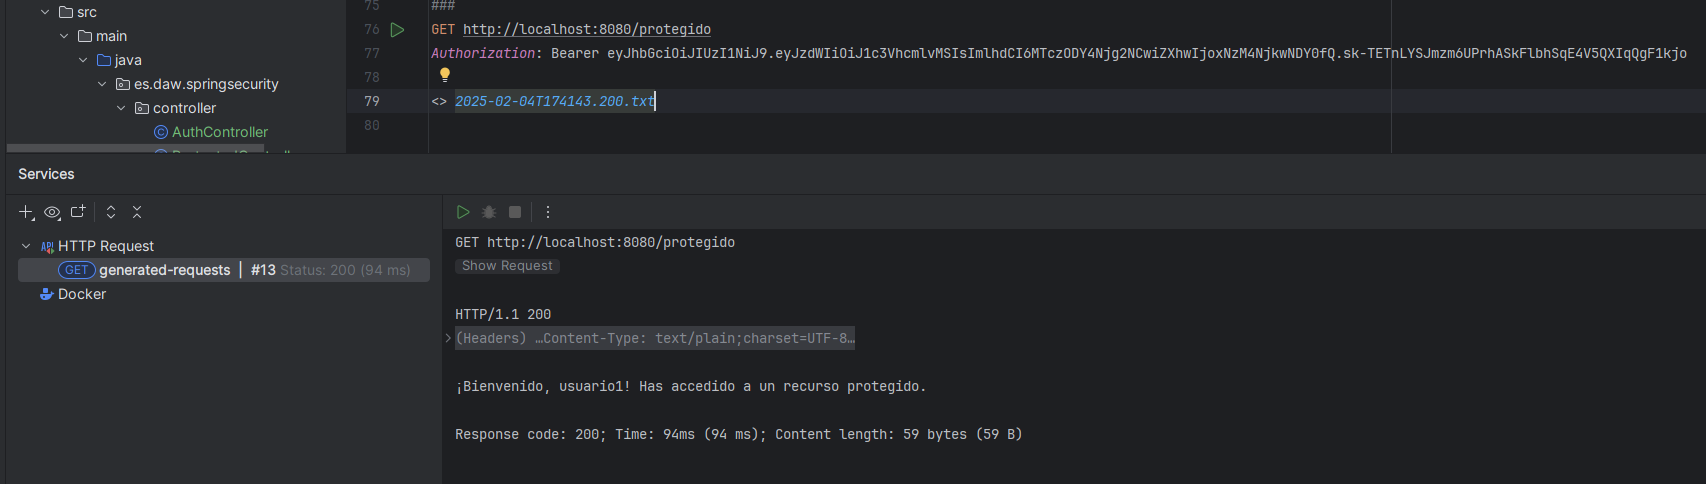 src
main
java
es.daw.springsecurity
controller
AuthController
75 ###
76 GET http://localhost:8080/protegido
77 Authorization: Bearer eyJhbGciOiJIUzI1NiJ9.eyJzdWIiOiJ1c3VhcmlvMSIsImlhdCI6MTczODY4Njg2NCwiZXhwIjoxNzM4NjkwNDY0fQ.sk-TETnLYSJmzm6UPrhASkFlbhSqE4V5QXIqQgF1kjo
78
79 <> 2025-02-04T174143.200.txt
80
Services
HTTP Request
GET generated-requests | #13 Status: 200 (94 ms)
Docker
GET http://localhost:8080/protegido
Show Request
HTTP/1.1 200
(Headers) …Content-Type: text/plain;charset=UTF-8…
¡Bienvenido, usuario1! Has accedido a un recurso protegido.
Response code: 200; Time: 94ms (94 ms); Content length: 59 bytes (59 B)